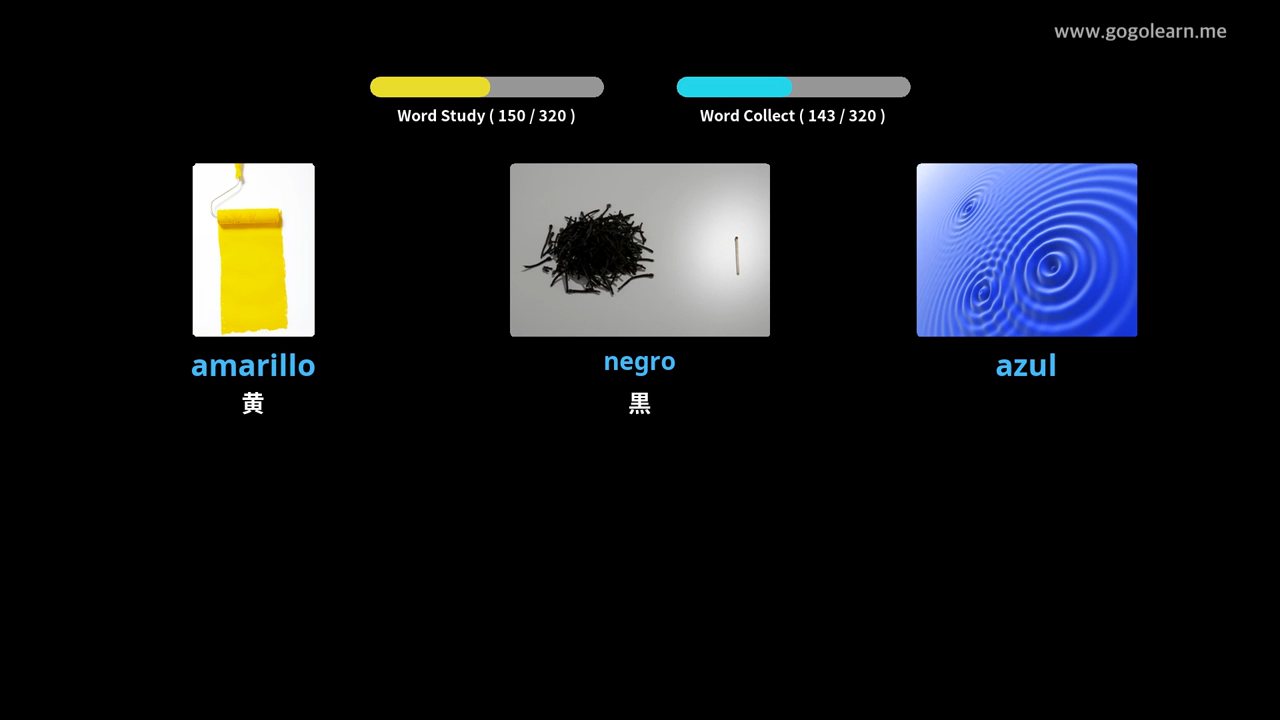 www.gogolearn.me
Word Study ( 150 / 320 )
Word Collect ( 143 / 320 )
amarillo
negro
azul
黄
黒